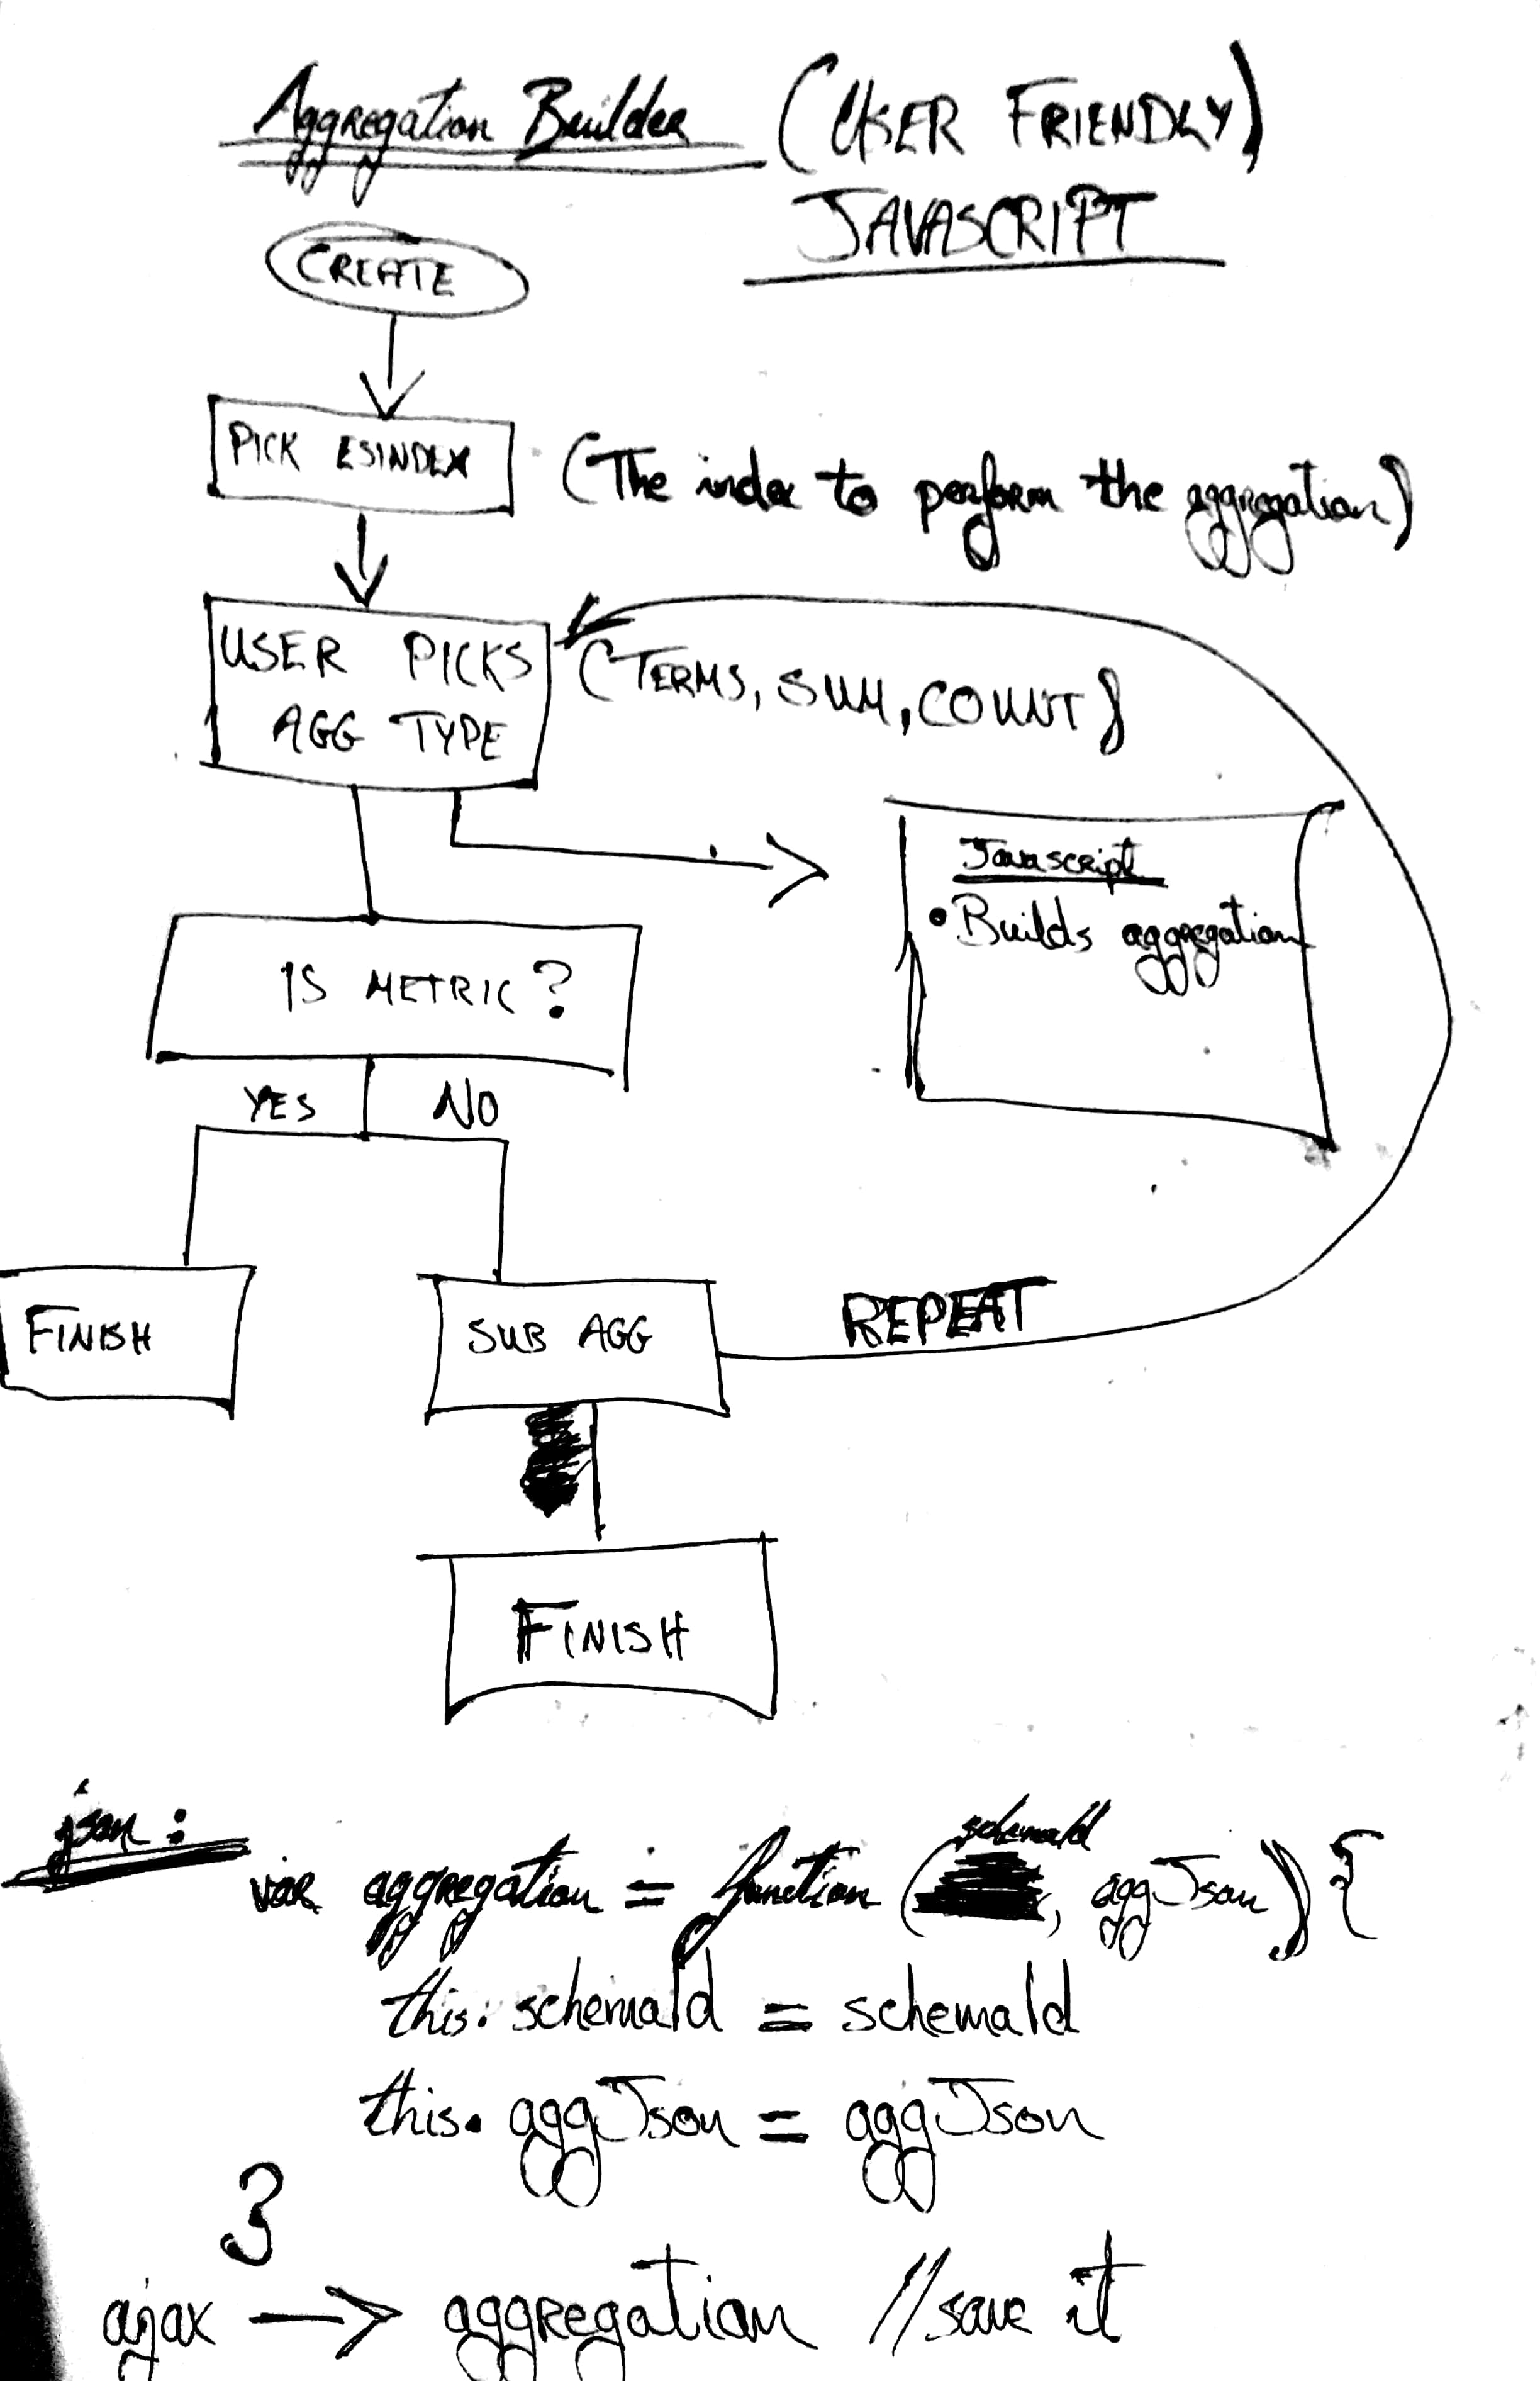 Aggregation Builder (USER FRIENDLY)
JAVASCRIPT
CREATE
PICK ESINDEX (The index to perform the aggregation)
USER PICKS
AGG TYPE
(TERMS, SUM, COUNT)
Javascript
• Builds aggregation
IS METRIC?
YES NO
FINISH
SUB AGG
REPEAT
FINISH
json:
schemaId
var aggregation = function ( , aggJson) {
this.schemaId = schemaId
this.aggJson = aggJson
}
ajax -> aggregation //save it